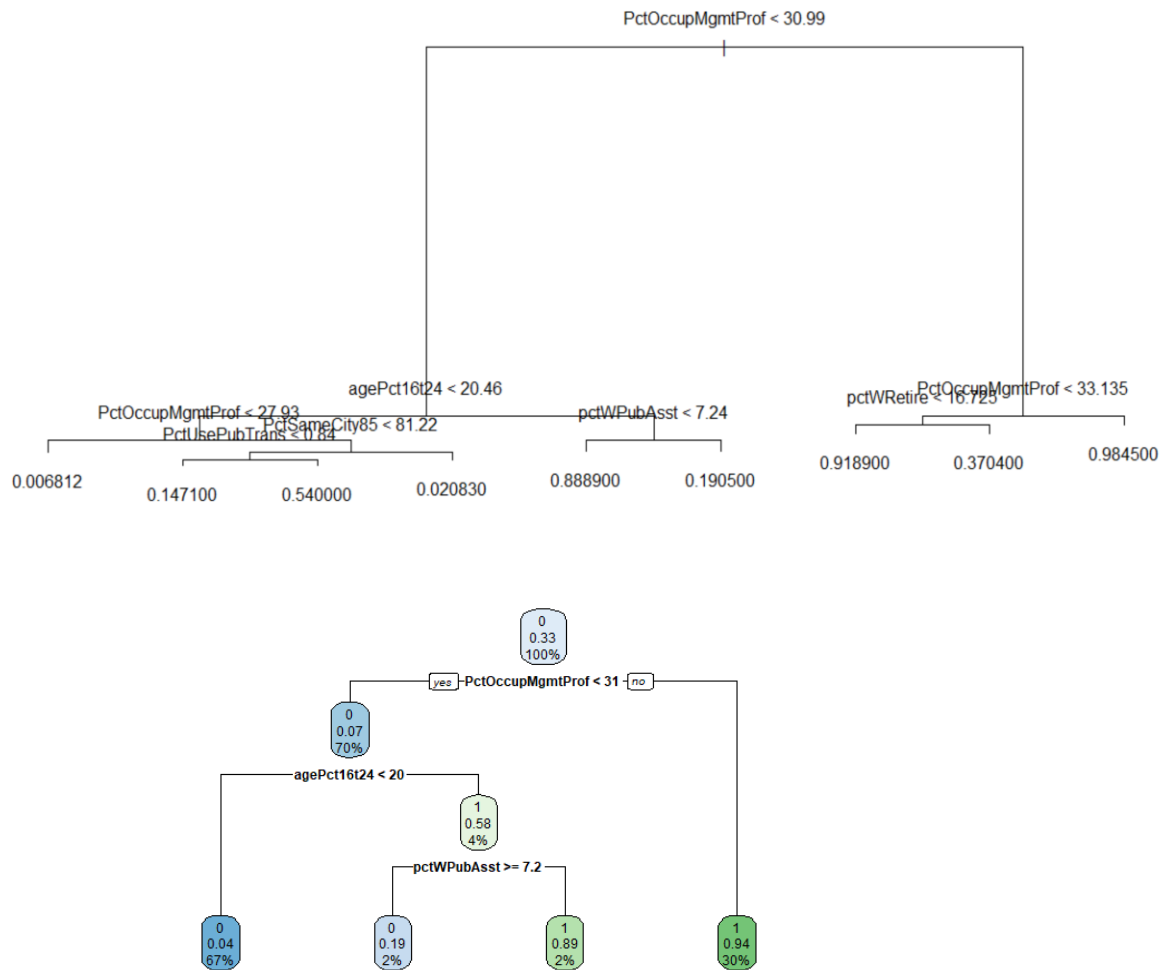 PctOccupMgmtProf < 30.99
agePct16t24 < 20.46
PctOccupMgmtProf < 33.135
pctWRetire < 16.725
PctOccupMgmtProf < 27.93
pctWPubAsst < 7.24
PctSameCity85 < 81.22
PctUsePubTrans < 0.84
0.006812
0.147100
0.540000
0.020830
0.888900
0.190500
0.918900
0.370400
0.984500
0
0.33
100%
yes PctOccupMgmtProf < 31 no
0
0.07
70%
agePct16t24 < 20
1
0.58
4%
pctWPubAsst >= 7.2
0
0.04
67%
0
0.19
2%
1
0.89
2%
1
0.94
30%